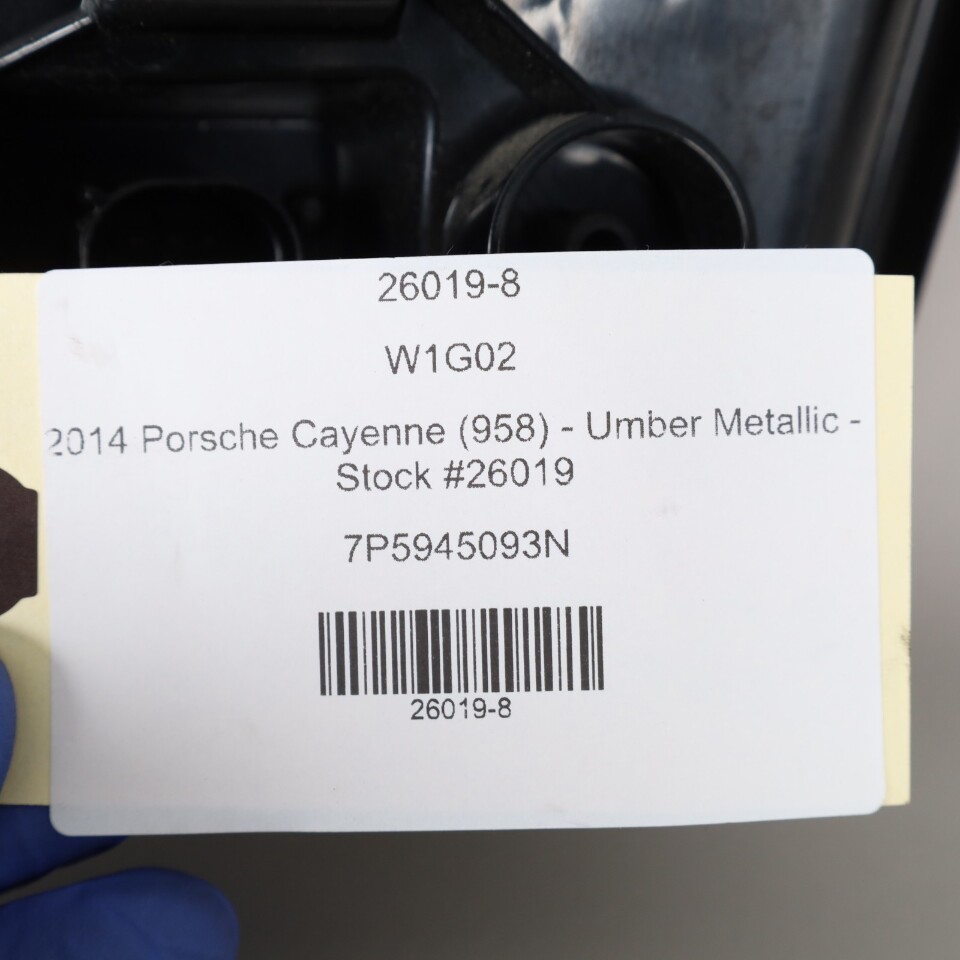 26019-8
W1G02
2014 Porsche Cayenne (958) - Umber Metallic -
Stock #26019
7P5945093N
26019-8